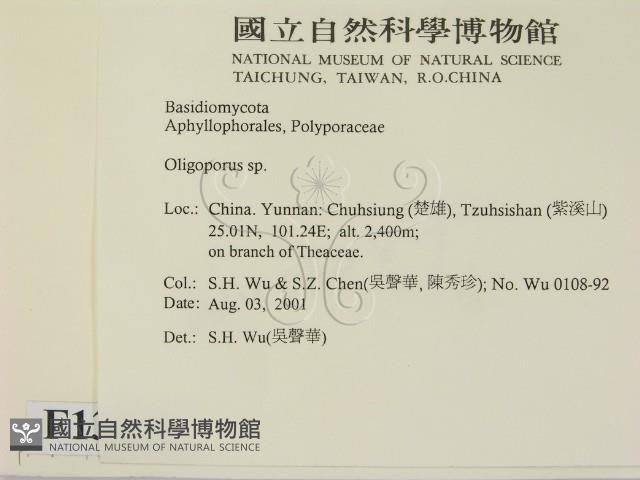 國立自然科學博物館
NATIONAL MUSEUM OF NATURAL SCIENCE
TAICHUNG, TAIWAN, R.O.CHINA
Basidiomycota
Aphyllophorales, Polyporaceae
Oligoporus sp.
Loc.: China. Yunnan: Chuhsiung (楚雄), Tzuhsishan (紫溪山)
25.01N, 101.24E; alt. 2,400m;
on branch of Theaceae.
Col.: S.H. Wu & S.Z. Chen(吳聲華, 陳秀珍); No. Wu 0108-92
Date: Aug. 03, 2001
Det.: S.H. Wu(吳聲華)
國立自然科學博物館
NATIONAL MUSEUM OF NATURAL SCIENCE